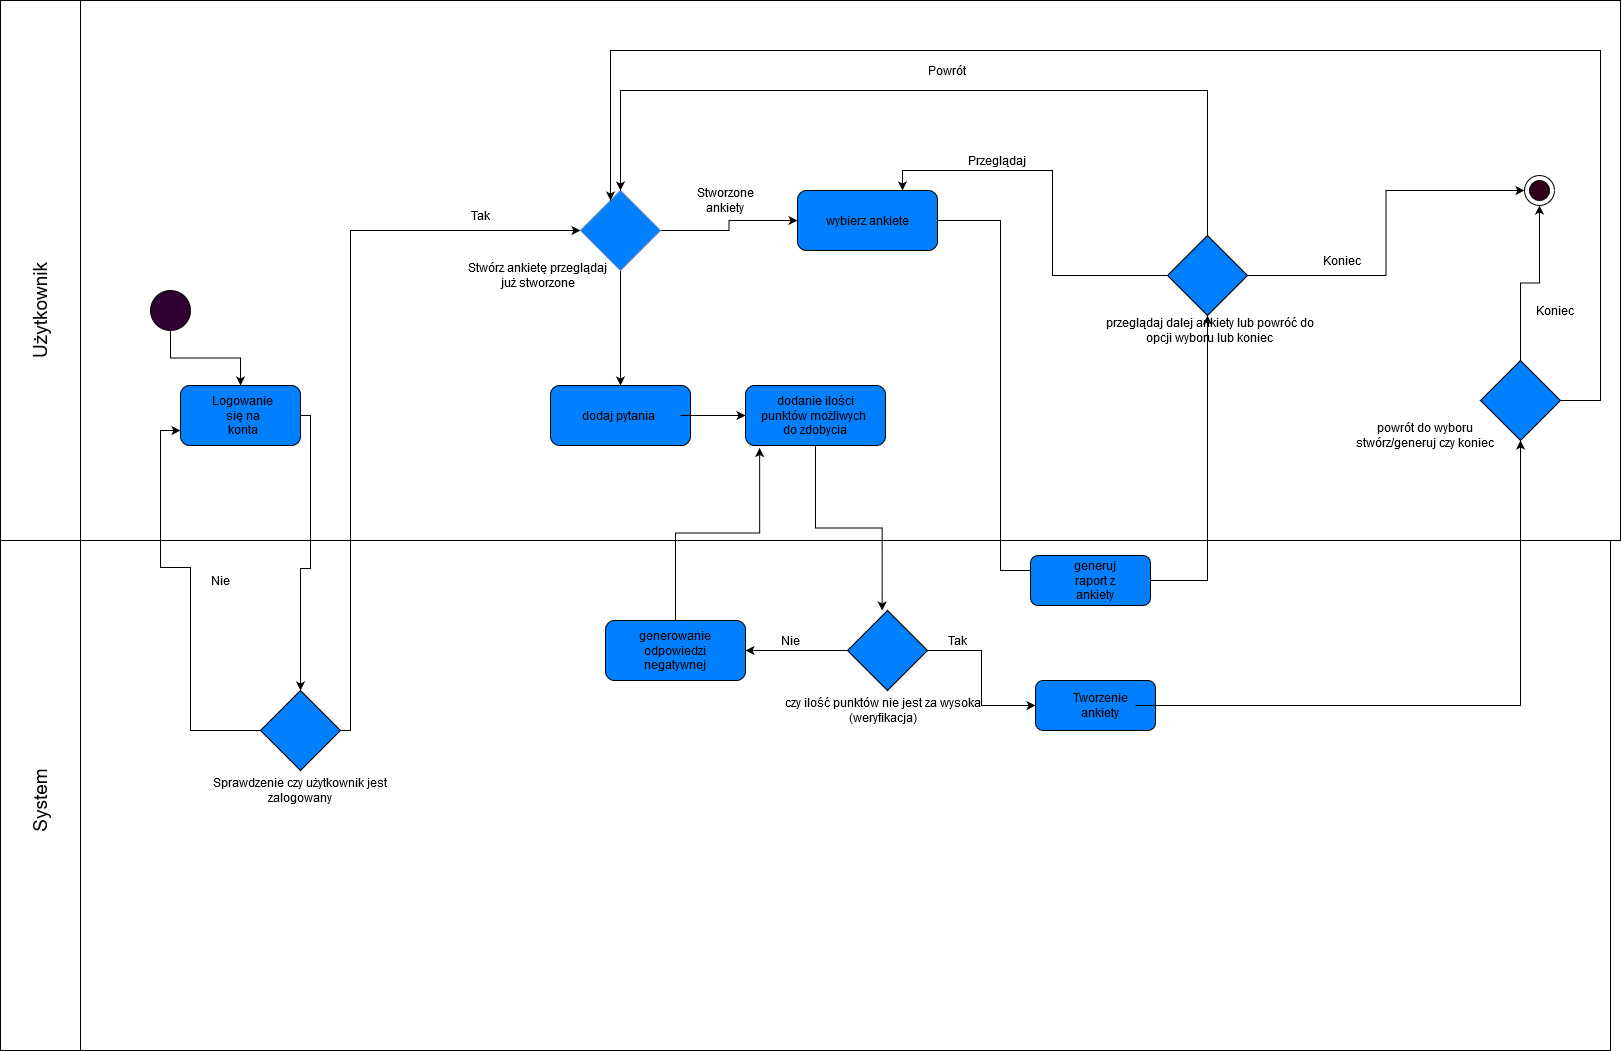 Powrót
Przeglądaj
Stworzone
ankiety
wybierz ankiete
Tak
Stwórz ankietę przeglądaj
już stworzone
Koniec
Koniec
przeglądaj dalej ankiety lub powróć do
opcji wyboru lub koniec
Użytkownik
Logowanie
się na
konta
dodaj pytania
dodanie ilości
punktów możliwych
do zdobycia
powrót do wyboru
stwórz/generuj czy koniec
Nie
generuj
raport z
ankiety
generowanie
odpowiedzi
negatywnej
Nie
Tak
czy ilość punktów nie jest za wysoka
(weryfikacja)
Tworzenie
ankiety
Sprawdzenie czy użytkownik jest
zalogowany
System